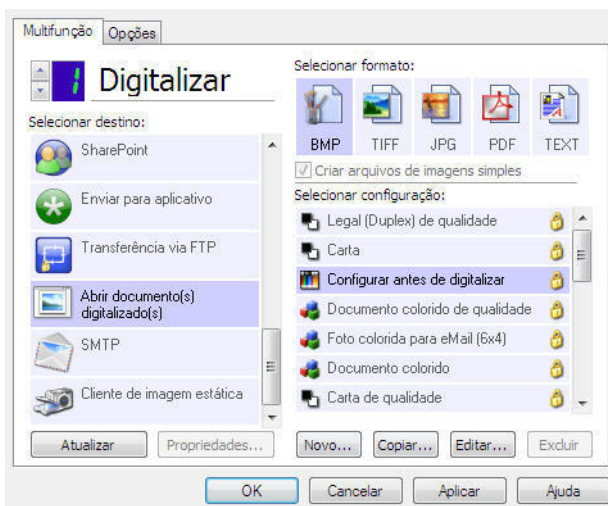 Multifunção
Opções
1
Digitalizar
Selecionar destino:
SharePoint
Enviar para aplicativo
Transferência via FTP
Abrir documento(s)
digitalizado(s)
SMTP
Cliente de imagem estática
Atualizar
Propriedades...
Selecionar formato:
BMP
TIFF
JPG
PDF
TEXT
Criar arquivos de imagens simples
Selecionar configuração:
Legal (Duplex) de qualidade
Carta
Configurar antes de digitalizar
Documento colorido de qualidade
Foto colorida para eMail (6x4)
Documento colorido
Carta de qualidade
Novo...
Copiar...
Editar...
Excluir
OK
Cancelar
Aplicar
Ajuda